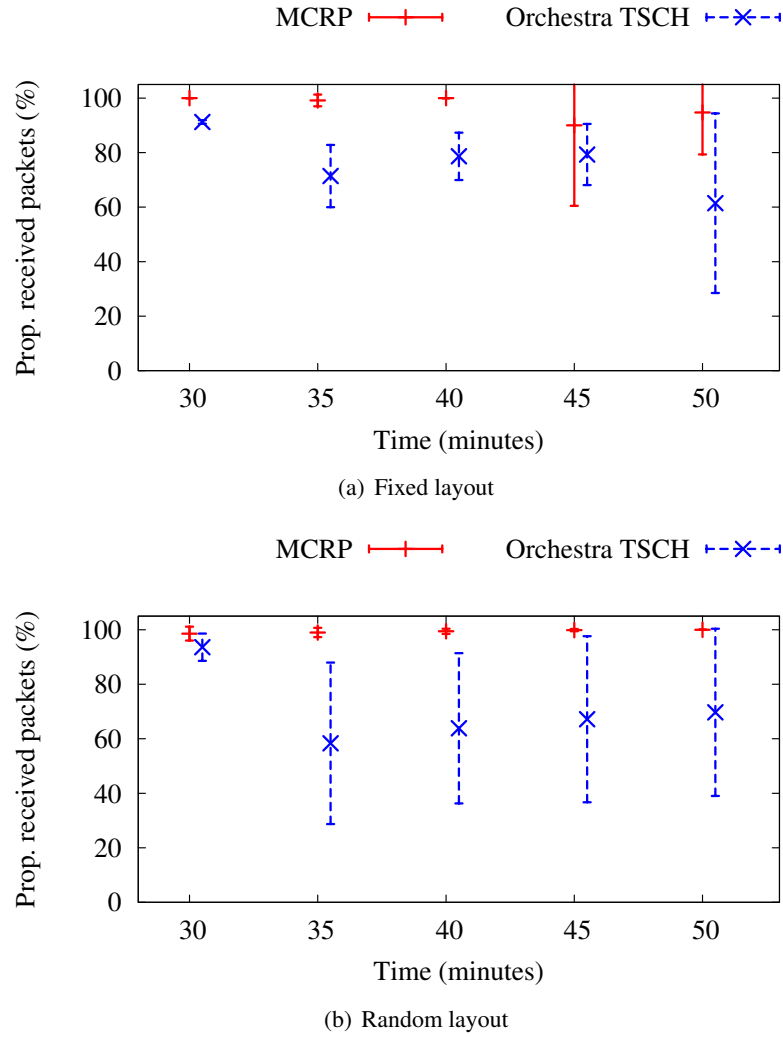 MCRP Orchestra TSCH
Prop. received packets (%)
100
80
60
40
20
0
30 35 40 45 50
Time (minutes)
(a) Fixed layout
MCRP Orchestra TSCH
Prop. received packets (%)
100
80
60
40
20
0
30 35 40 45 50
Time (minutes)
(b) Random layout